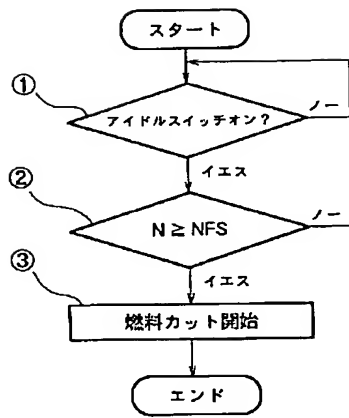 スタート
①
アイドルスイッチオン?
ノー
イエス
②
N ≧ NFS
ノー
イエス
③
燃料カット開始
エンド